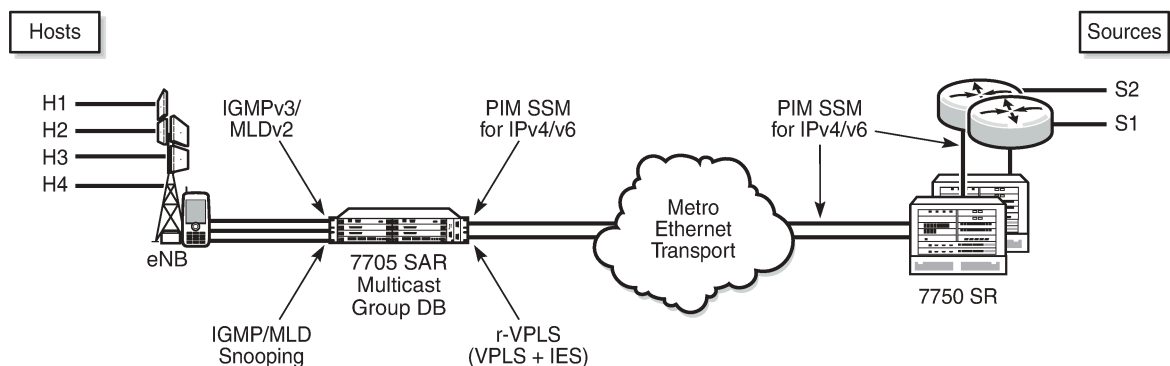 Hosts
Sources
H1
H2
H3
H4
eNB
IGMPv3/
MLDv2
PIM SSM
for IPv4/v6
PIM SSM
for IPv4/v6
S2
S1
Metro
Ethernet
Transport
7705 SAR
Multicast
Group DB
7750 SR
IGMP/MLD
Snooping
r-VPLS
(VPLS + IES)